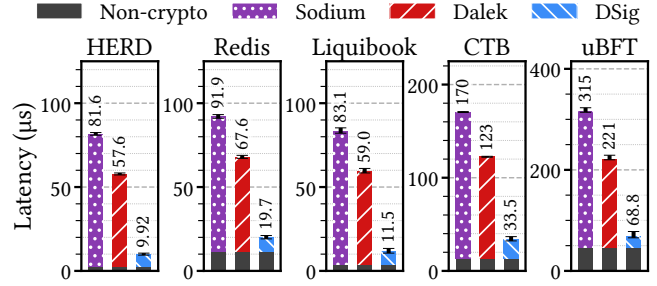 Non-crypto Sodium Dalek DSig
HERD Redis Liquibook CTB uBFT
Latency (μs)
0 50 100
81.6 57.6 9.92
0 50 100
91.9 67.6 19.7
0 50 100
83.1 59.0 11.5
0 100 200
170 123 33.5
0 200 400
315 221 68.8